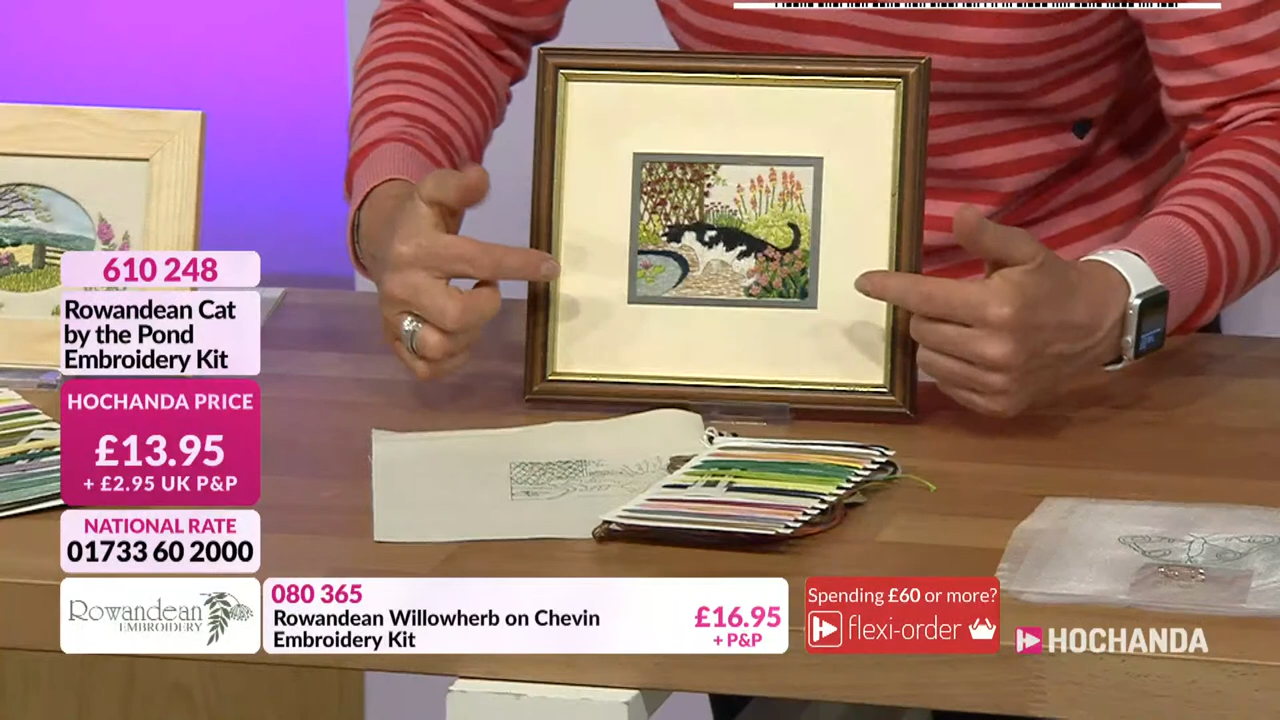 610 248
Rowandean Cat
by the Pond
Embroidery Kit
HOCHANDA PRICE
£13.95
+ £2.95 UK P&P
NATIONAL RATE
01733 60 2000
Rowandean
EMBROIDERY
080 365
Rowandean Willowherb on Chevin
Embroidery Kit
£16.95
+ P&P
Spending £60 or more?
flexi-order
HOCHANDA